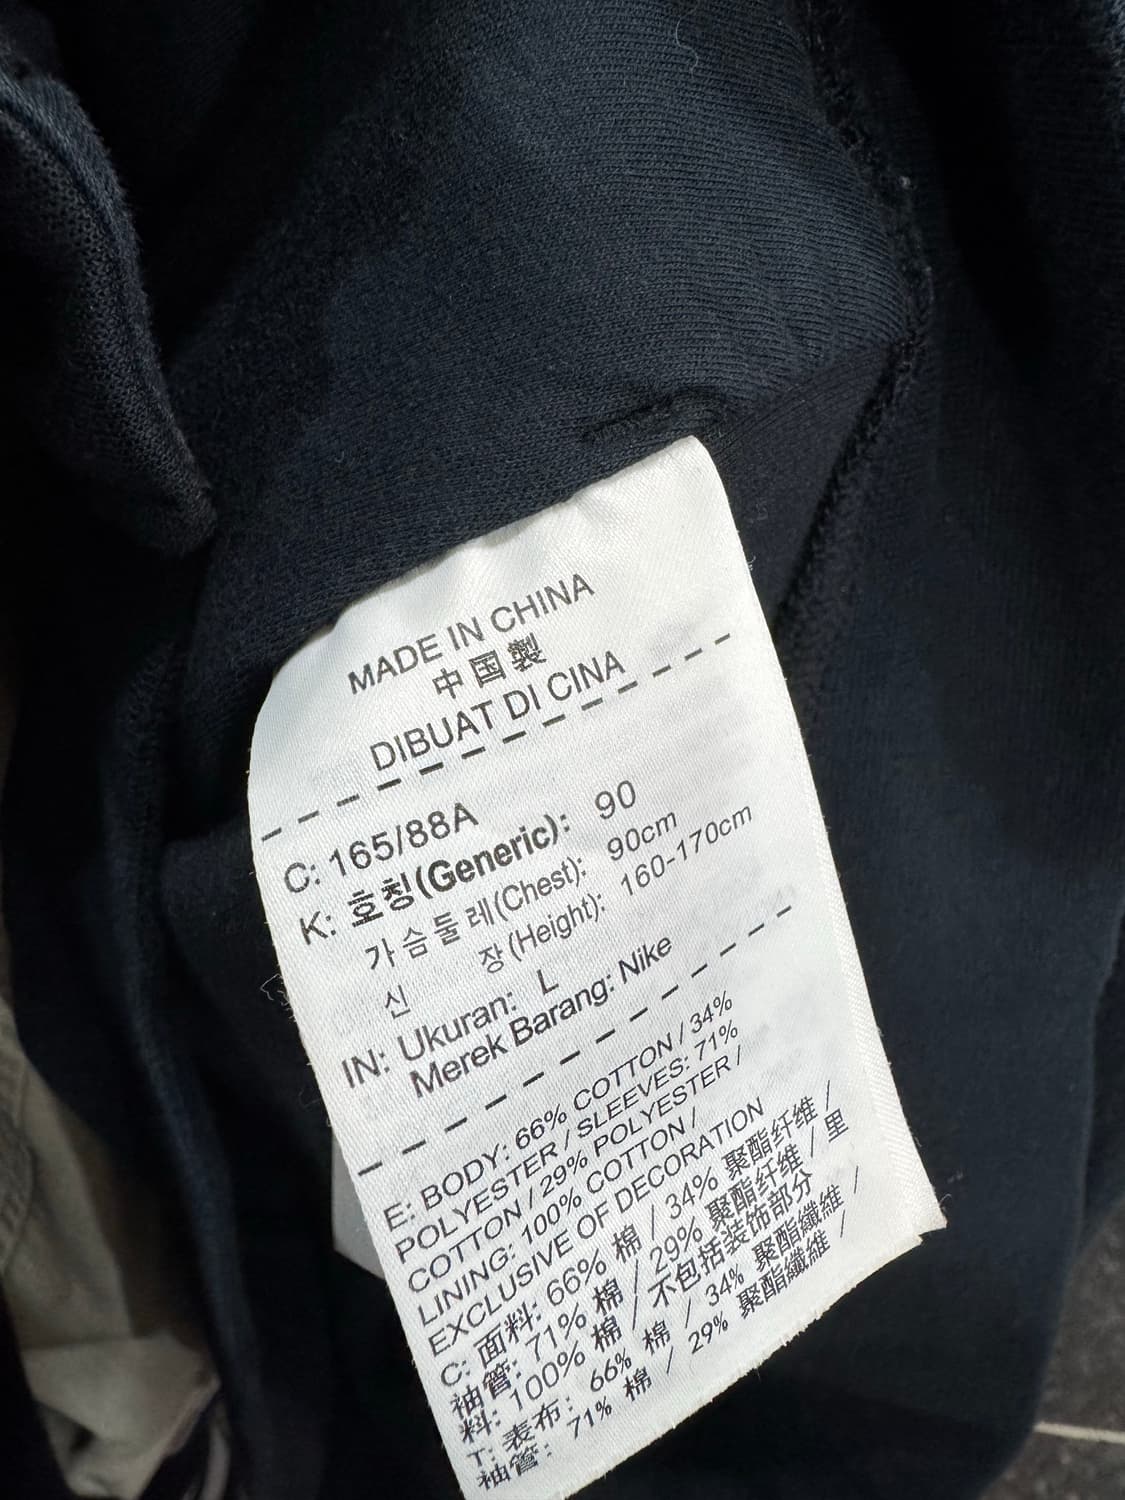 MADE IN CHINA
中国製
DIBUAT DI CINA
C: 165/88A
K: 호칭(Generic): 90
가슴둘레(Chest): 90cm
신 장(Height): 160-170cm
IN: Ukuran: L
Merek Barang: Nike
E: BODY: 66% COTTON / 34%
POLYESTER / SLEEVES: 71%
COTTON / 29% POLYESTER /
LINING: 100% COTTON /
EXCLUSIVE OF DECORATION
C: 面料: 66% 棉 / 34% 聚酯纤维 /
袖管: 71% 棉 / 29% 聚酯纤维 / 里
料: 100% 棉 / 不包括装饰部分
T: 表布: 66% 棉 / 34% 聚酯纖維 /
袖管: 71% 棉 / 29% 聚酯纖維 /